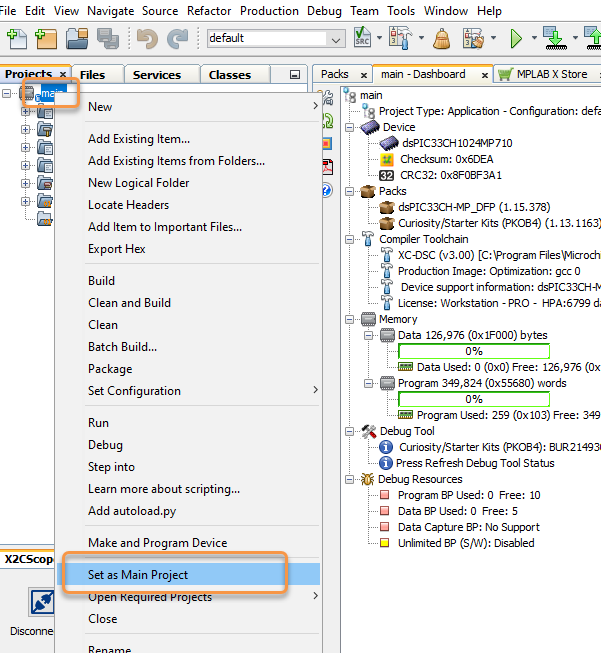 File Edit View Navigate Source Refactor Production Debug Team Tools Window Help
default
SRC
Projects Files Services Classes
Packs main - Dashboard MPLAB X Store
main
New
Add Existing Item...
Add Existing Items from Folders...
New Logical Folder
Locate Headers
Add Item to Important Files...
Export Hex
Build
Clean and Build
Clean
Batch Build...
Package
Set Configuration
Run
Debug
Step into
Learn more about scripting...
Add autoload.py
Make and Program Device
Set as Main Project
Open Required Projects
Close
Rename
X2CScope
Disconne
main
Project Type: Application - Configuration: defa
Device
dsPIC33CH1024MP710
Checksum: 0x6DEA
32 CRC32: 0x8F0BF3A1
Packs
dsPIC33CH-MP_DFP (1.15.378)
Curiosity/Starter Kits (PKOB4) (1.13.1163)
Compiler Toolchain
XC-DSC (v3.00) [C:\Program Files\Microchi
Production Image: Optimization: gcc 0
Device support information: dsPIC33CH-M
License: Workstation - PRO - HPA:6799 da
Memory
Data 126,976 (0x1F000) bytes
0%
Data Used: 0 (0x0) Free: 126,976 (0x
Program 349,824 (0x55680) words
0%
Program Used: 259 (0x103) Free: 349
Debug Tool
Curiosity/Starter Kits (PKOB4): BUR214930
Press Refresh Debug Tool Status
Debug Resources
Program BP Used: 0 Free: 10
Data BP Used: 0 Free: 5
Data Capture BP: No Support
Unlimited BP (S/W): Disabled